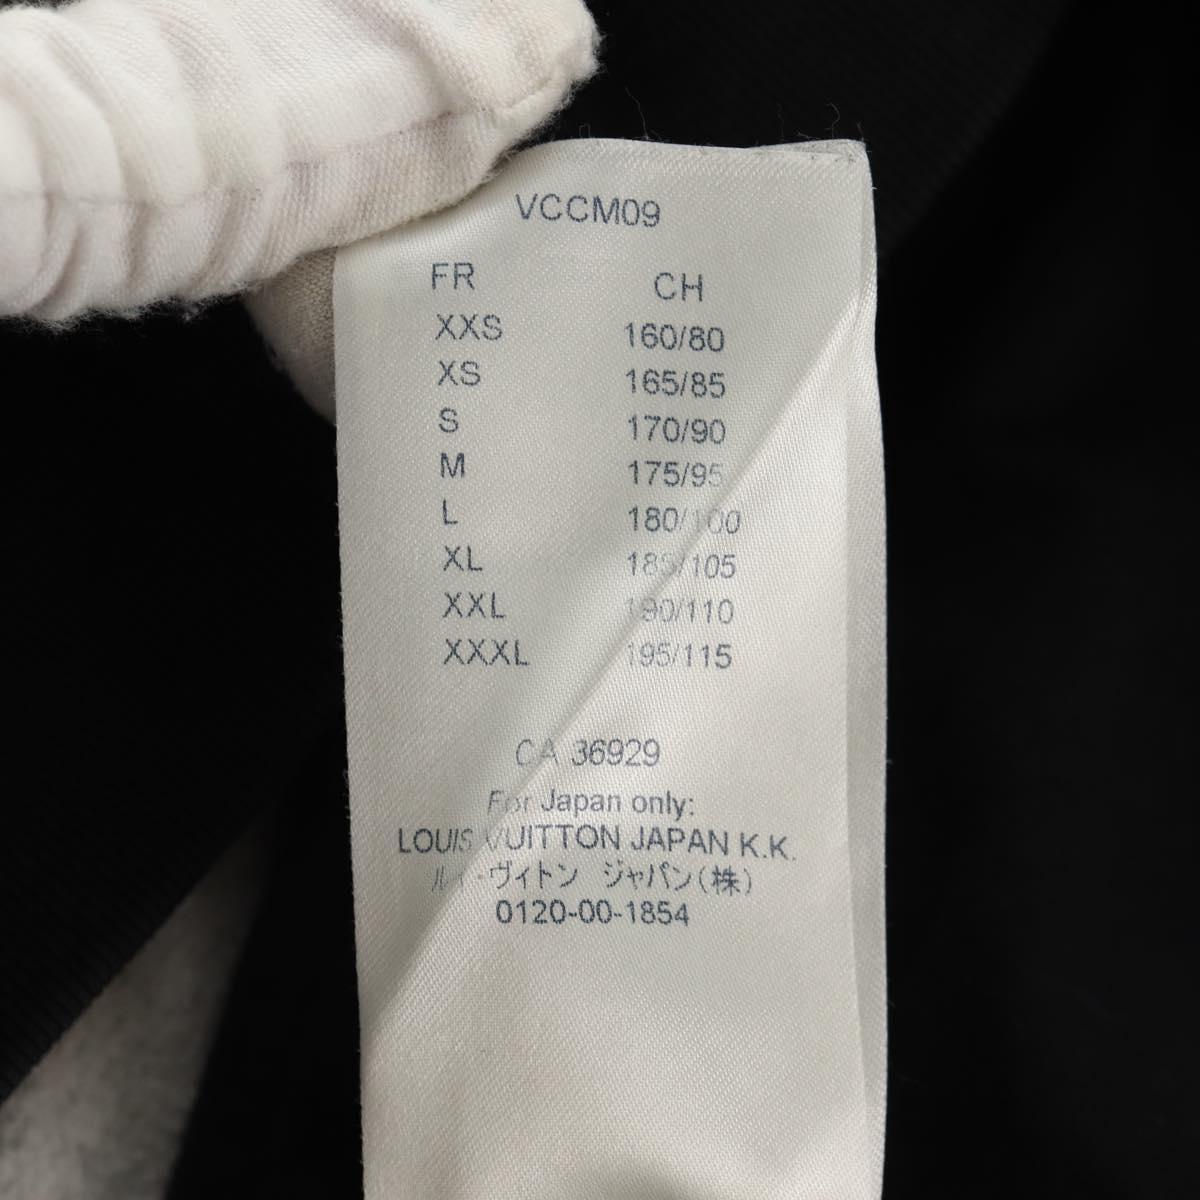 VCCM09
FR CH
XXS 160/80
XS 165/85
S 170/90
M 175/95
L 180/100
XL 185/105
XXL 190/110
XXXL 195/115
CA 36929
For Japan only:
LOUIS VUITTON JAPAN K.K.
ルイ・ヴィトン ジャパン(株)
0120-00-1854